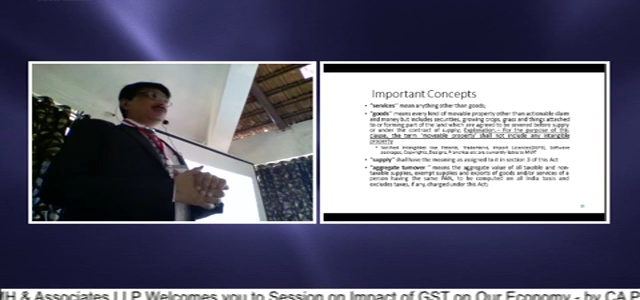 Important Concepts
• "services" means anything other than goods;
• "goods" means every kind of movable property other than actionable claim
and money but includes securities, growing crops, grass and things attached
to or forming part of the land which are agreed to be severed before supply
or under the contract of supply; Explanation.– For the purpose of this
clause, the term 'moveable property' shall not include any intangible
property
Software
• "supply" shall have the meaning as assigned to it in section 3 of this Act
• "aggregate turnover" means the aggregate value of all taxable and non-
taxable supplies, exempt supplies and exports of goods and/or services of a
person having the same PAN, to be computed on all India basis and
excludes taxes, if any, charged under this Act;
MH & Associates LLP Welcomes you to Session on Impact of GST on Our Economy - by CA P